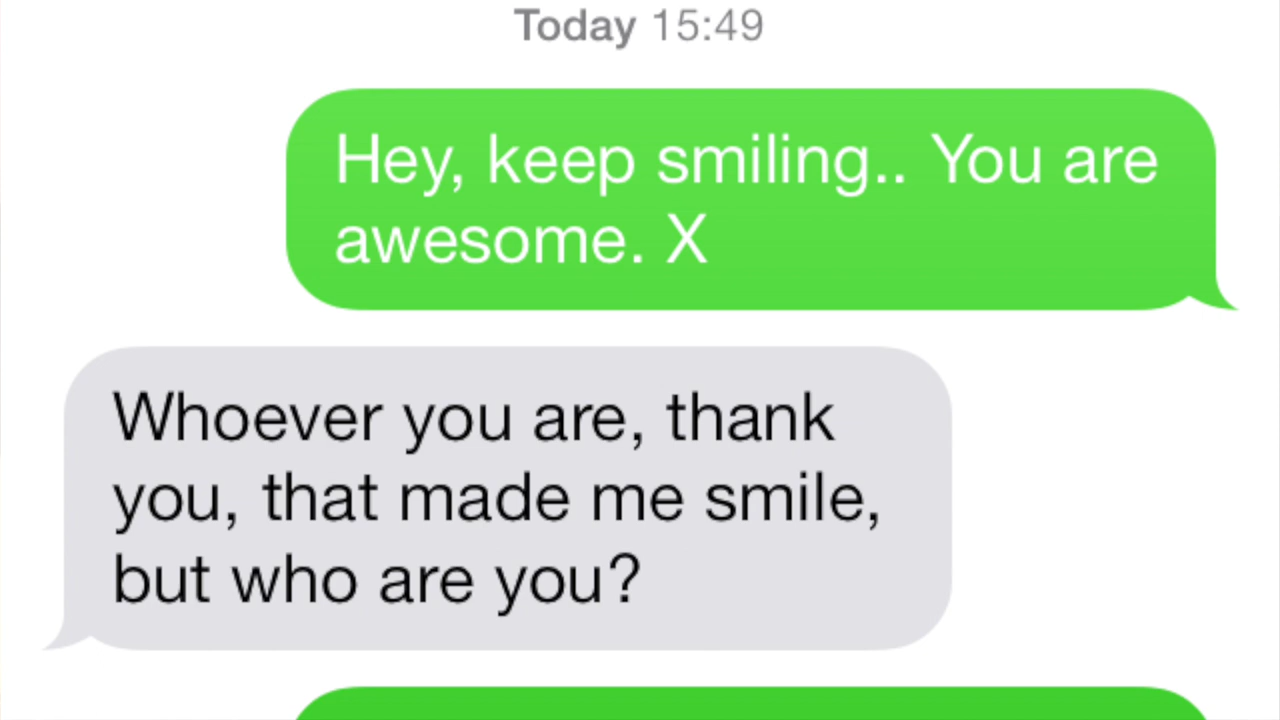 Today 15:49
Hey, keep smiling.. You are
awesome. X
Whoever you are, thank
you, that made me smile,
but who are you?